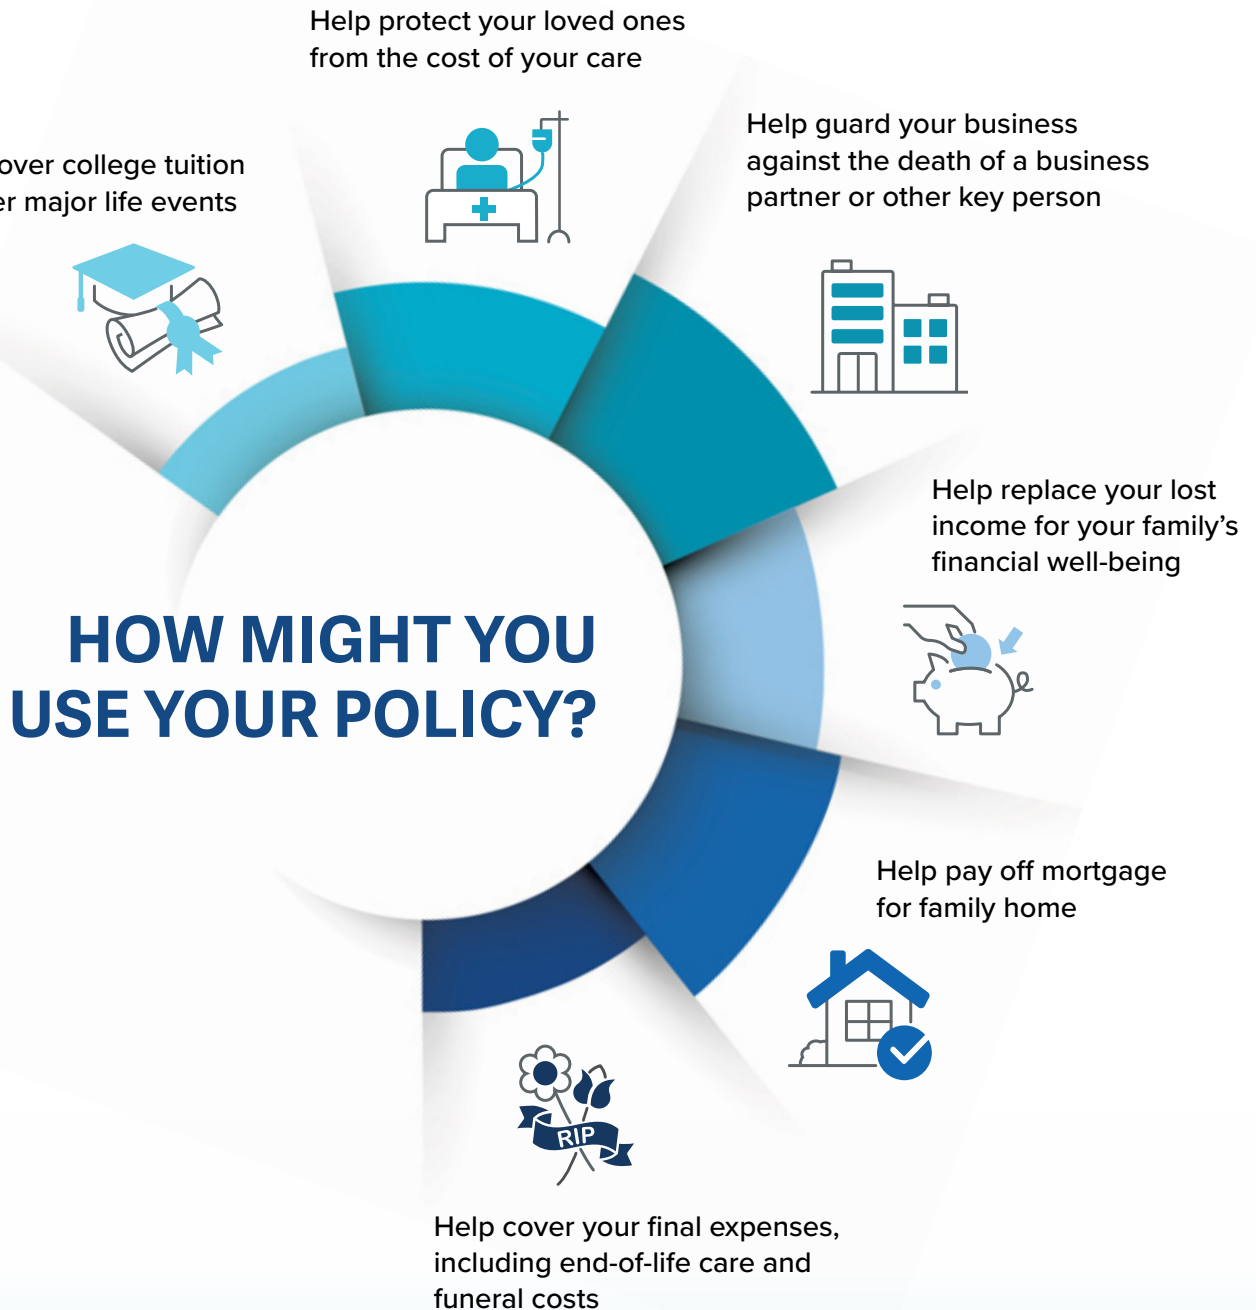 Help protect your loved ones
from the cost of your care
Help guard your business
against the death of a business
partner or other key person
over college tuition
er major life events
Help replace your lost
income for your family’s
financial well-being
HOW MIGHT YOU
USE YOUR POLICY?
Help pay off mortgage
for family home
RIP
Help cover your final expenses,
including end-of-life care and
funeral costs